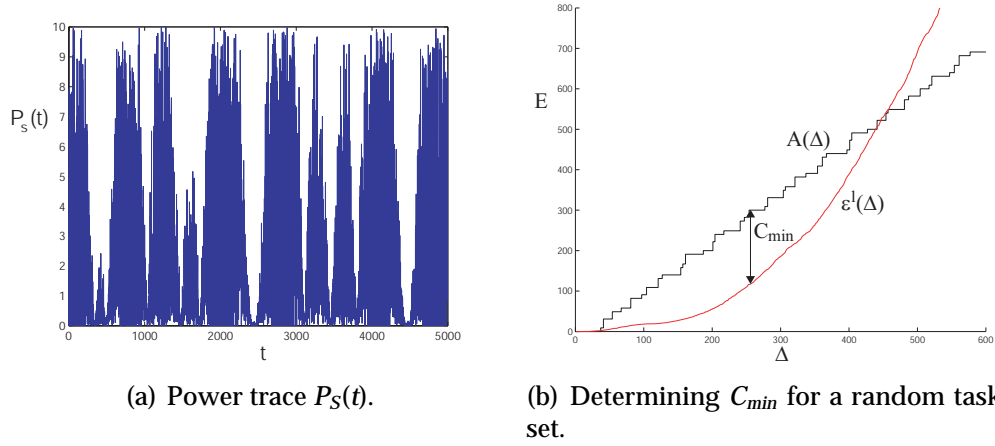 10
9
8
7
P_s(t)
6
5
4
3
2
1
0
0 1000 2000 3000 4000 5000
t
(a) Power trace P_S(t).
800
700
E
600
500
A(Δ)
400
ε^l(Δ)
300
C_min
200
100
0
0 100 200 300 400 500 600
Δ
(b) Determining C_min for a random task
set.